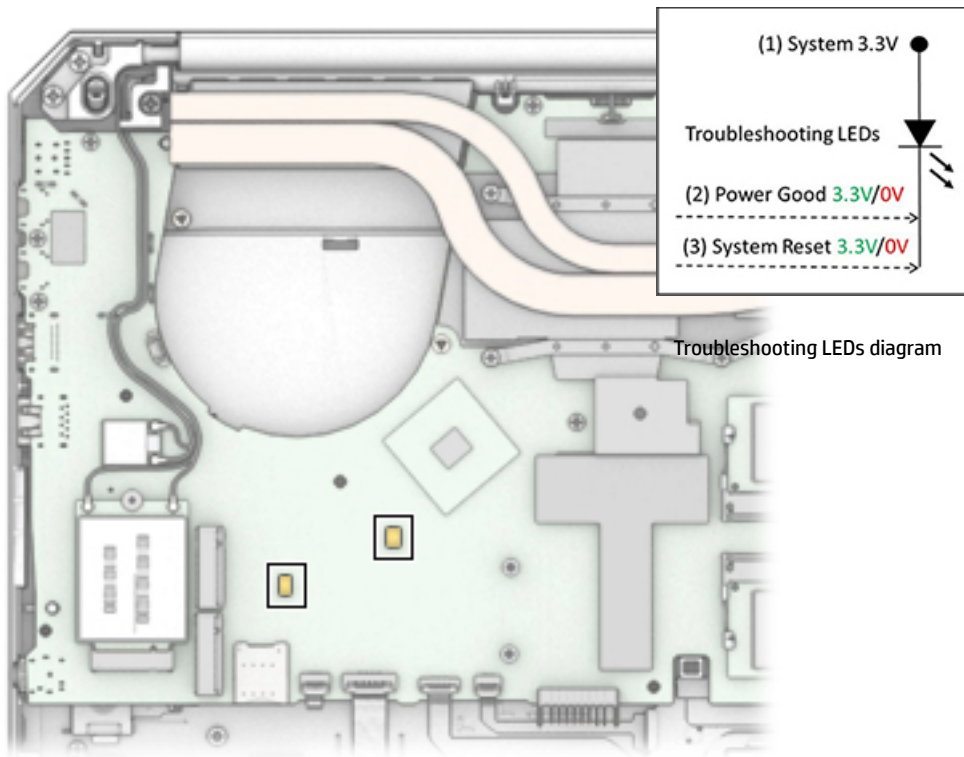 (1) System 3.3V
Troubleshooting LEDs
(2) Power Good 3.3V/0V
(3) System Reset 3.3V/0V
Troubleshooting LEDs diagram